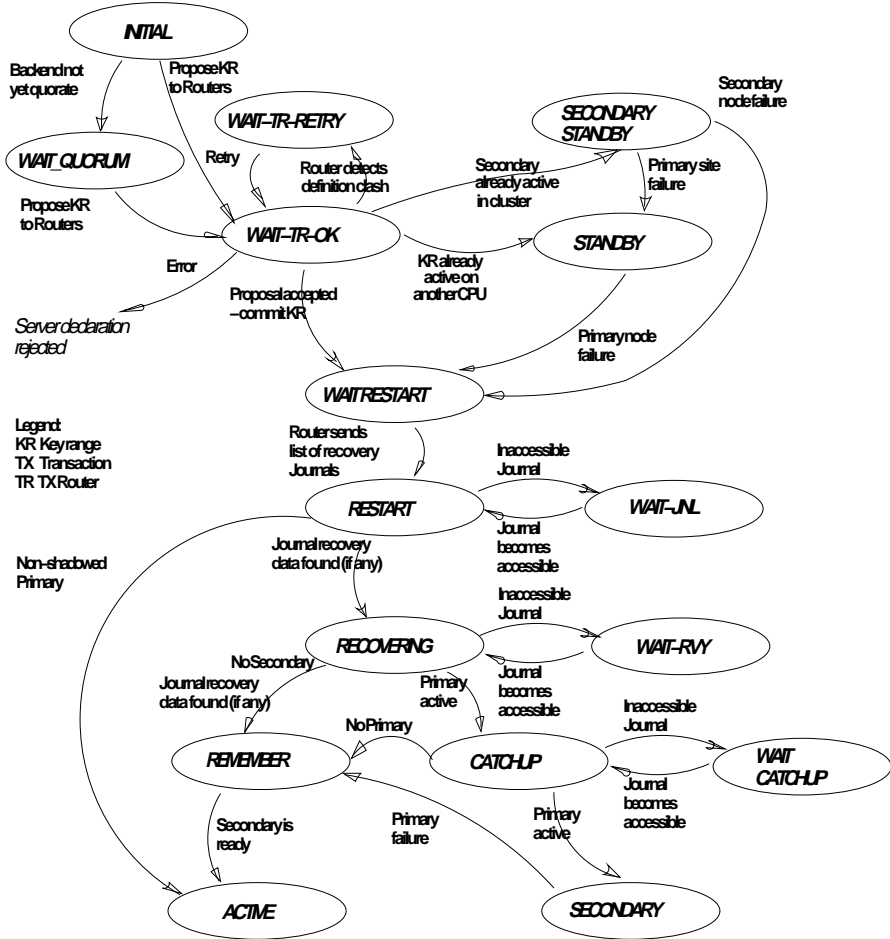 INITIAL
Backend not
yet quorate
Propose KR
to Routers
Secondary
node failure
WAIT-TR-RETRY
SECONDARY
STANDBY
WAIT_QUORUM
Retry
Router detects
definition clash
Secondary
already active
in cluster
Primary site
failure
Propose KR
to Routers
WAIT-TR-OK
STANDBY
Error
KR already
active on
another CPU
Proposal accepted
–commit KR
Server declaration
rejected
Primary node
failure
WAIT RESTART
Legend:
KR Key range
TX Transaction
TR TX Router
Router sends
list of recovery
Journals
Inaccessible
Journal
RESTART
WAIT-JNL
Journal
becomes
accessible
Non-shadowed
Primary
Journal recovery
data found (if any)
Inaccessible
Journal
RECOVERING
WAIT-RVY
No Secondary
Journal recovery
data found (if any)
Primary
active
Journal
becomes
accessible
Inaccessible
Journal
No Primary
REMEMBER
CATCHUP
WAIT
CATCHUP
Journal
becomes
accessible
Secondary is
ready
Primary
failure
Primary
active
ACTIVE
SECONDARY